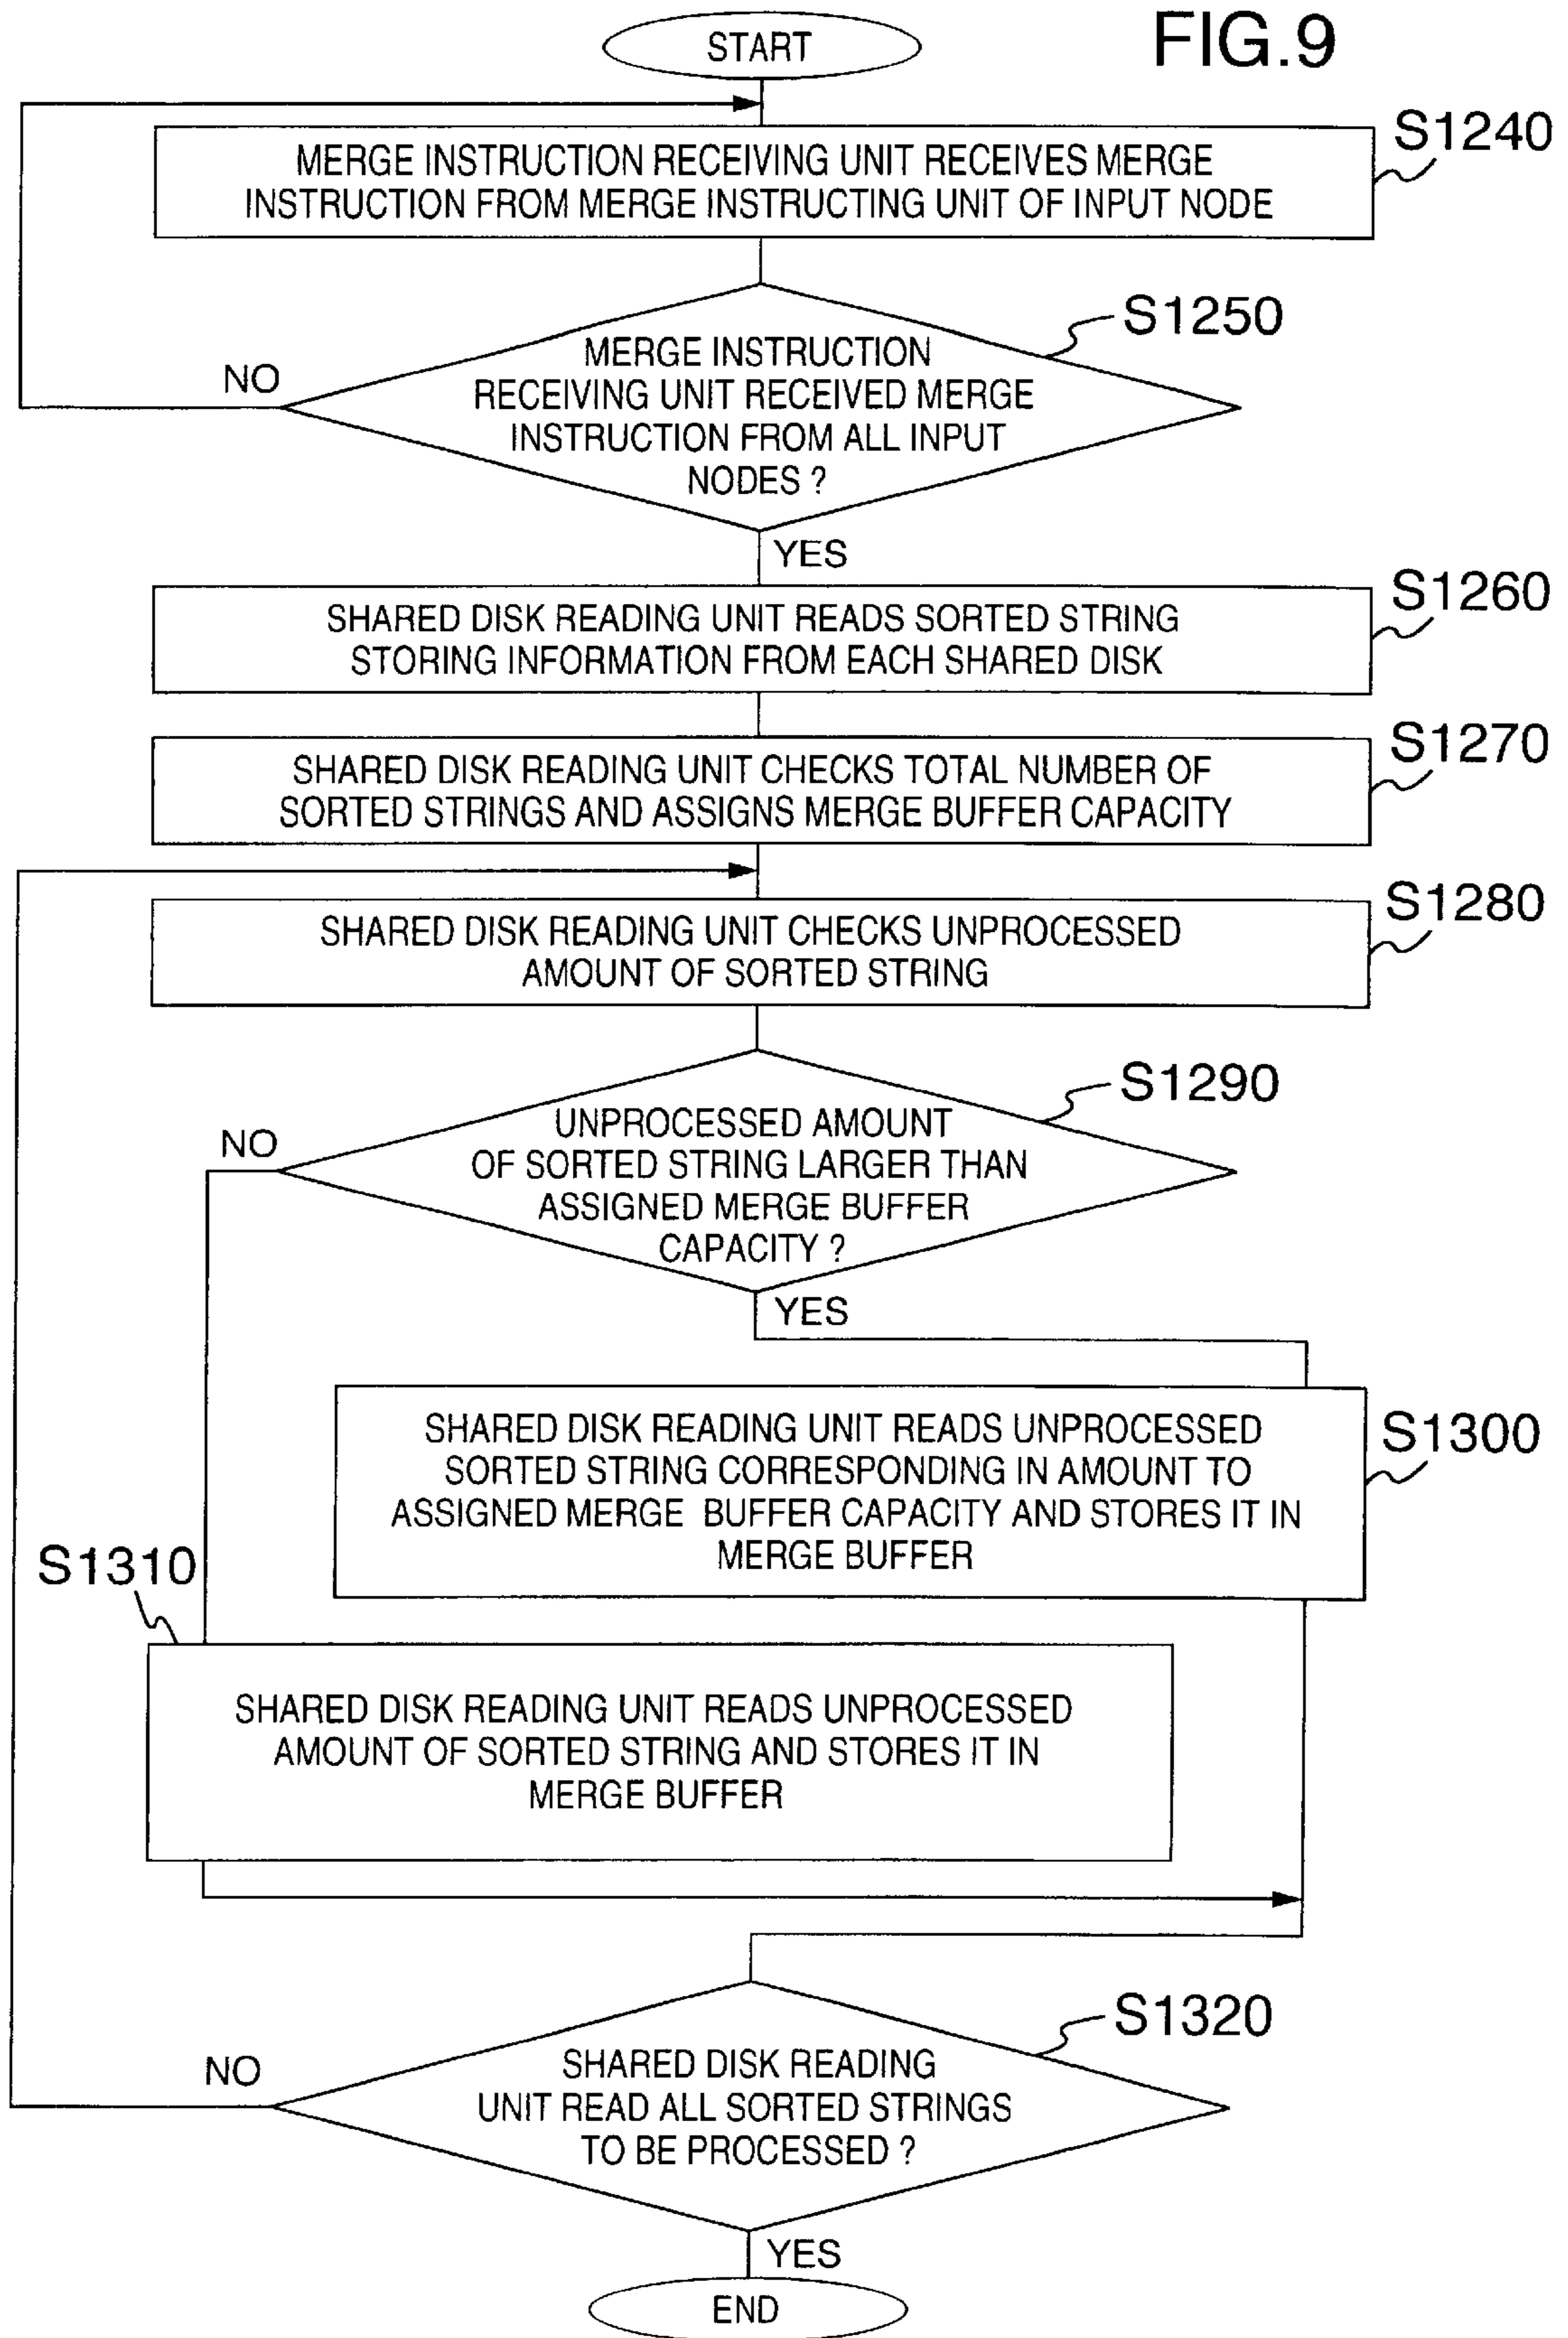 FIG.9
START
S1240
MERGE INSTRUCTION RECEIVING UNIT RECEIVES MERGE
INSTRUCTION FROM MERGE INSTRUCTING UNIT OF INPUT NODE
S1250
MERGE INSTRUCTION
RECEIVING UNIT RECEIVED MERGE
INSTRUCTION FROM ALL INPUT
NODES ?
NO
YES
S1260
SHARED DISK READING UNIT READS SORTED STRING
STORING INFORMATION FROM EACH SHARED DISK
S1270
SHARED DISK READING UNIT CHECKS TOTAL NUMBER OF
SORTED STRINGS AND ASSIGNS MERGE BUFFER CAPACITY
S1280
SHARED DISK READING UNIT CHECKS UNPROCESSED
AMOUNT OF SORTED STRING
S1290
UNPROCESSED AMOUNT
OF SORTED STRING LARGER THAN
ASSIGNED MERGE BUFFER
CAPACITY ?
NO
YES
S1300
SHARED DISK READING UNIT READS UNPROCESSED
SORTED STRING CORRESPONDING IN AMOUNT TO
ASSIGNED MERGE BUFFER CAPACITY AND STORES IT IN
MERGE BUFFER
S1310
SHARED DISK READING UNIT READS UNPROCESSED
AMOUNT OF SORTED STRING AND STORES IT IN
MERGE BUFFER
S1320
SHARED DISK READING
UNIT READ ALL SORTED STRINGS
TO BE PROCESSED ?
NO
YES
END